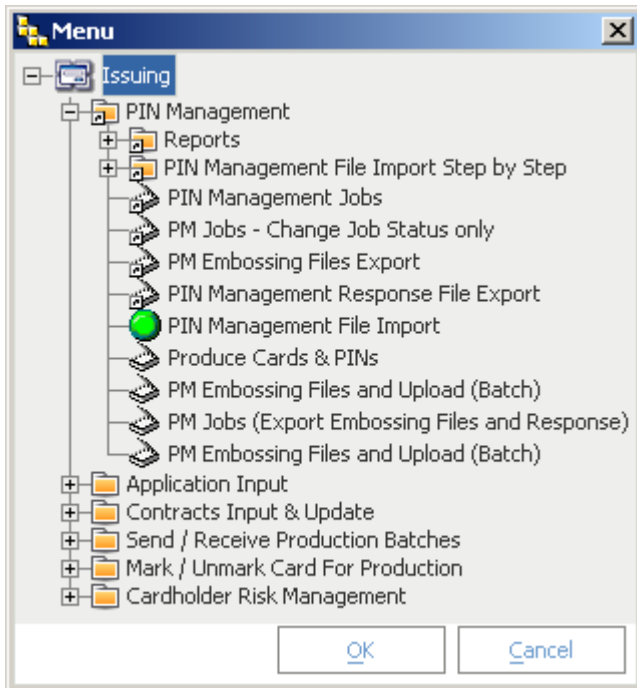 Menu
Issuing
PIN Management
Reports
PIN Management File Import Step by Step
PIN Management Jobs
PM Jobs - Change Job Status only
PM Embossing Files Export
PIN Management Response File Export
PIN Management File Import
Produce Cards & PINs
PM Embossing Files and Upload (Batch)
PM Jobs (Export Embossing Files and Response)
PM Embossing Files and Upload (Batch)
Application Input
Contracts Input & Update
Send / Receive Production Batches
Mark / Unmark Card For Production
Cardholder Risk Management
OK Cancel